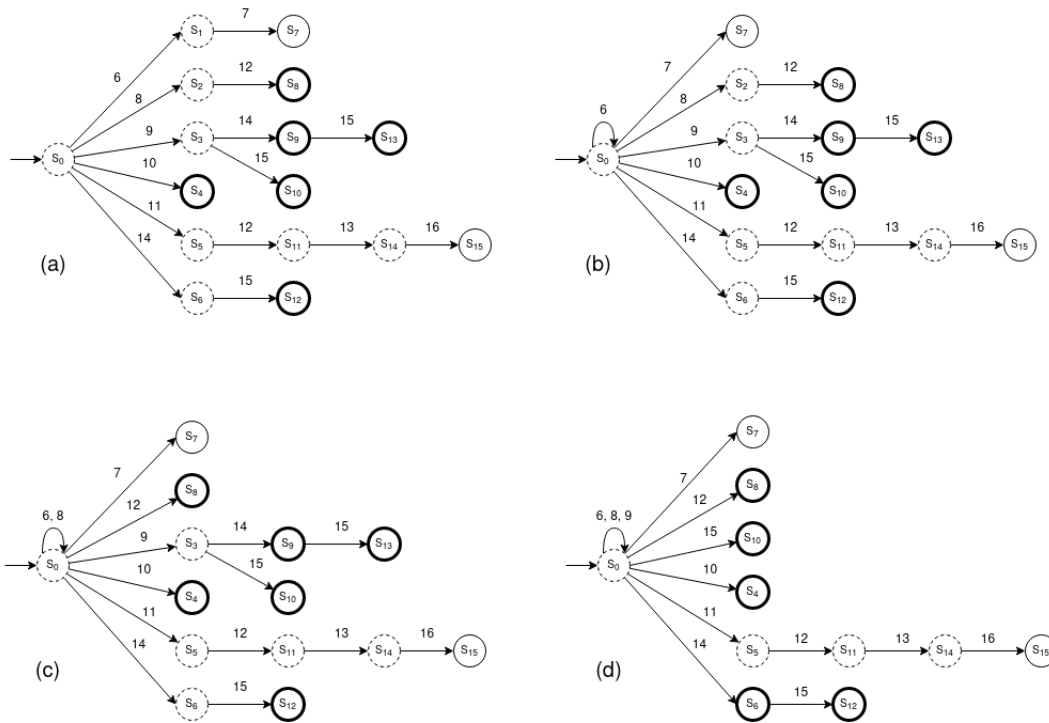 7
S1 S7
6 12
8 S2 S8
9 14 15
S3 S9 S13
S0 10 15
S4 S10
11 12 13 16
14 S5 S11 S14 S15
(a) 15
S6 S12
S7
7 12
6 8 S2 S8
9 14 15
S3 S9 S13
S0 10 15
S4 S10
11 12 13 16
14 S5 S11 S14 S15
(b) 15
S6 S12
S7
7
12 S8
6, 8 9 14 15
S3 S9 S13
S0 10 15
S4 S10
11 12 13 16
14 S5 S11 S14 S15
(c) 15
S6 S12
S7
7
12 S8
6, 8, 9 15
S10
S0 10
S4
11 12 13 16
14 S5 S11 S14 S15
(d) 15
S6 S12